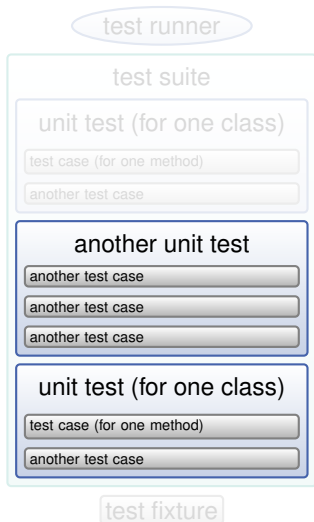 test runner
test suite
unit test (for one class)
test case (for one method)
another test case
another unit test
another test case
another test case
another test case
unit test (for one class)
test case (for one method)
another test case
test fixture